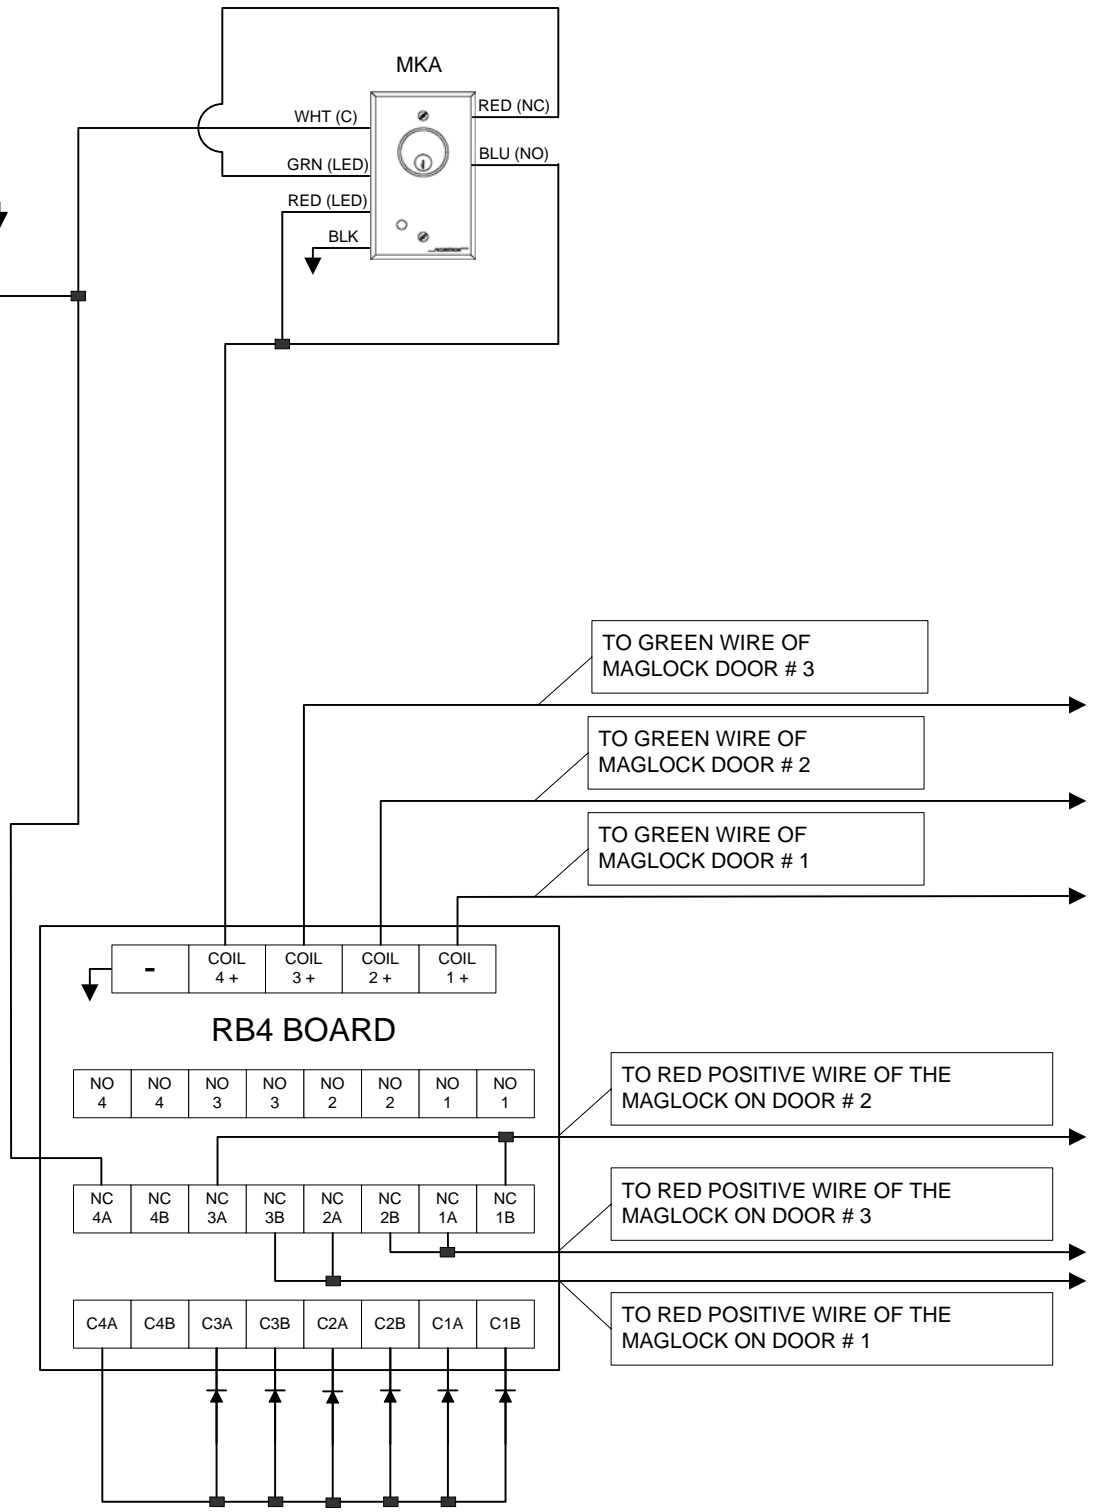 MKA
WHT (C)
RED (NC)
BLU (NO)
GRN (LED)
RED (LED)
BLK
TO GREEN WIRE OF
MAGLOCK DOOR # 3
TO GREEN WIRE OF
MAGLOCK DOOR # 2
TO GREEN WIRE OF
MAGLOCK DOOR # 1
- COIL COIL COIL COIL
4 + 3 + 2 + 1 +
RB4 BOARD
NO NO NO NO NO NO NO NO
4 4 3 3 2 2 1 1
TO RED POSITIVE WIRE OF THE
MAGLOCK ON DOOR # 2
NC NC NC NC NC NC NC NC
4A 4B 3A 3B 2A 2B 1A 1B
TO RED POSITIVE WIRE OF THE
MAGLOCK ON DOOR # 3
C4A C4B C3A C3B C2A C2B C1A C1B
TO RED POSITIVE WIRE OF THE
MAGLOCK ON DOOR # 1